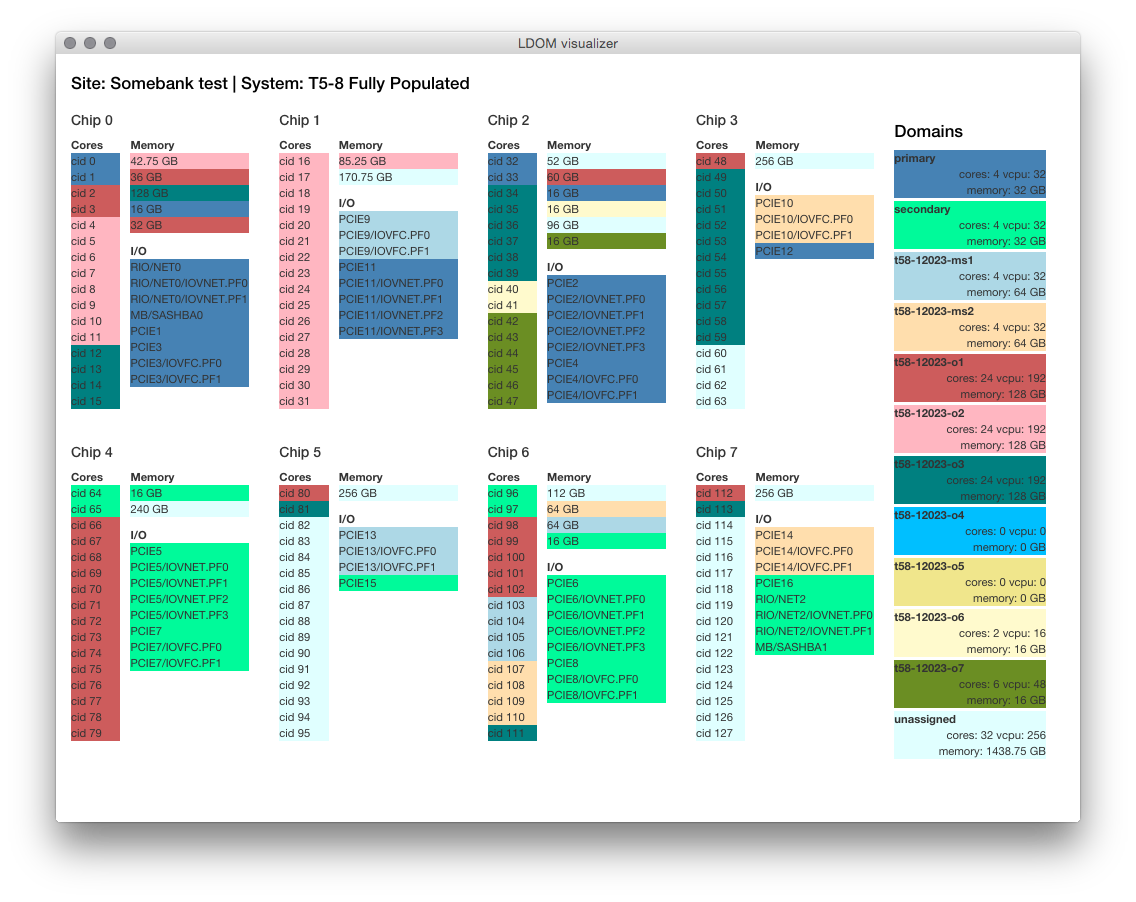 LDOM visualizer
Site: Somebank test | System: T5-8 Fully Populated
Chip 0
Cores
cid 0
cid 1
cid 2
cid 3
cid 4
cid 5
cid 6
cid 7
cid 8
cid 9
cid 10
cid 11
cid 12
cid 13
cid 14
cid 15
Memory
42.75 GB
36 GB
128 GB
16 GB
32 GB
I/O
RIO/NET0
RIO/NET0/IOVNET.PF0
RIO/NET0/IOVNET.PF1
MB/SASHBA0
PCIE1
PCIE3
PCIE3/IOVFC.PF0
PCIE3/IOVFC.PF1
Chip 1
Cores
cid 16
cid 17
cid 18
cid 19
cid 20
cid 21
cid 22
cid 23
cid 24
cid 25
cid 26
cid 27
cid 28
cid 29
cid 30
cid 31
Memory
85.25 GB
170.75 GB
I/O
PCIE9
PCIE9/IOVFC.PF0
PCIE9/IOVFC.PF1
PCIE11
PCIE11/IOVNET.PF0
PCIE11/IOVNET.PF1
PCIE11/IOVNET.PF2
PCIE11/IOVNET.PF3
Chip 2
Cores
cid 32
cid 33
cid 34
cid 35
cid 36
cid 37
cid 38
cid 39
cid 40
cid 41
cid 42
cid 43
cid 44
cid 45
cid 46
cid 47
Memory
52 GB
60 GB
16 GB
16 GB
96 GB
16 GB
I/O
PCIE2
PCIE2/IOVNET.PF0
PCIE2/IOVNET.PF1
PCIE2/IOVNET.PF2
PCIE2/IOVNET.PF3
PCIE4
PCIE4/IOVFC.PF0
PCIE4/IOVFC.PF1
Chip 3
Cores
cid 48
cid 49
cid 50
cid 51
cid 52
cid 53
cid 54
cid 55
cid 56
cid 57
cid 58
cid 59
cid 60
cid 61
cid 62
cid 63
Memory
256 GB
I/O
PCIE10
PCIE10/IOVFC.PF0
PCIE10/IOVFC.PF1
PCIE12
Chip 4
Cores
cid 64
cid 65
cid 66
cid 67
cid 68
cid 69
cid 70
cid 71
cid 72
cid 73
cid 74
cid 75
cid 76
cid 77
cid 78
cid 79
Memory
16 GB
240 GB
I/O
PCIE5
PCIE5/IOVNET.PF0
PCIE5/IOVNET.PF1
PCIE5/IOVNET.PF2
PCIE5/IOVNET.PF3
PCIE7
PCIE7/IOVFC.PF0
PCIE7/IOVFC.PF1
Chip 5
Cores
cid 80
cid 81
cid 82
cid 83
cid 84
cid 85
cid 86
cid 87
cid 88
cid 89
cid 90
cid 91
cid 92
cid 93
cid 94
cid 95
Memory
256 GB
I/O
PCIE13
PCIE13/IOVFC.PF0
PCIE13/IOVFC.PF1
PCIE15
Chip 6
Cores
cid 96
cid 97
cid 98
cid 99
cid 100
cid 101
cid 102
cid 103
cid 104
cid 105
cid 106
cid 107
cid 108
cid 109
cid 110
cid 111
Memory
112 GB
64 GB
64 GB
16 GB
I/O
PCIE6
PCIE6/IOVNET.PF0
PCIE6/IOVNET.PF1
PCIE6/IOVNET.PF2
PCIE6/IOVNET.PF3
PCIE8
PCIE8/IOVFC.PF0
PCIE8/IOVFC.PF1
Chip 7
Cores
cid 112
cid 113
cid 114
cid 115
cid 116
cid 117
cid 118
cid 119
cid 120
cid 121
cid 122
cid 123
cid 124
cid 125
cid 126
cid 127
Memory
256 GB
I/O
PCIE14
PCIE14/IOVFC.PF0
PCIE14/IOVFC.PF1
PCIE16
RIO/NET2
RIO/NET2/IOVNET.PF0
RIO/NET2/IOVNET.PF1
MB/SASHBA1
Domains
primary
cores: 4 vcpu: 32
memory: 32 GB
secondary
cores: 4 vcpu: 32
memory: 32 GB
t58-12023-ms1
cores: 4 vcpu: 32
memory: 64 GB
t58-12023-ms2
cores: 4 vcpu: 32
memory: 64 GB
t58-12023-o1
cores: 24 vcpu: 192
memory: 128 GB
t58-12023-o2
cores: 24 vcpu: 192
memory: 128 GB
t58-12023-o3
cores: 24 vcpu: 192
memory: 128 GB
t58-12023-o4
cores: 0 vcpu: 0
memory: 0 GB
t58-12023-o5
cores: 0 vcpu: 0
memory: 0 GB
t58-12023-o6
cores: 2 vcpu: 16
memory: 16 GB
t58-12023-o7
cores: 6 vcpu: 48
memory: 16 GB
unassigned
cores: 32 vcpu: 256
memory: 1438.75 GB